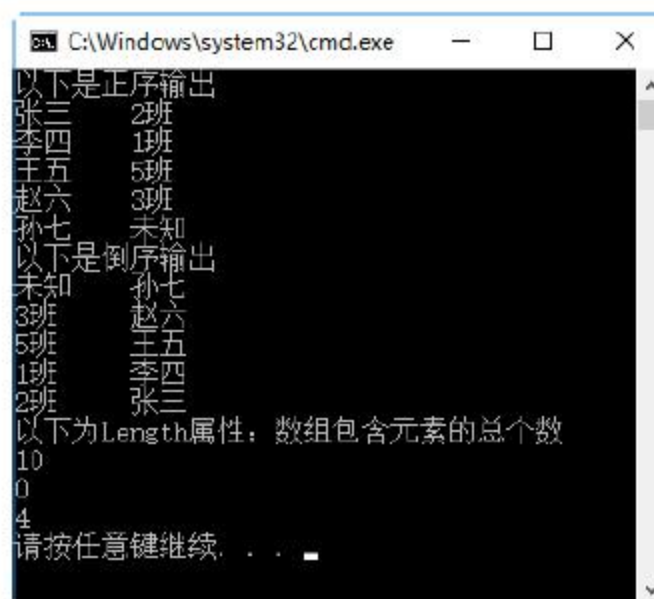 C:\Windows\system32\cmd.exe
以下是正序输出
张三 2班
李四 1班
王五 5班
赵六 3班
孙七 未知
以下是倒序输出
未知 孙七
3班 赵六
5班 王五
1班 李四
2班 张三
以下为Length属性：数组包含元素的总个数
10
0
4
请按任意键继续. . .